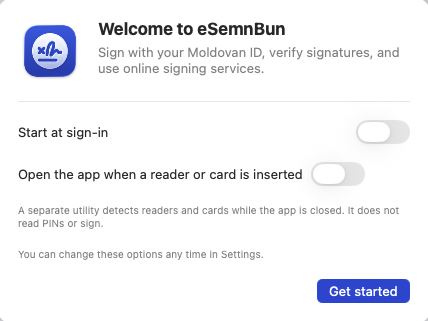 Welcome to eSemnBun
Sign with your Moldovan ID, verify signatures, and
use online signing services.
Start at sign-in
Open the app when a reader or card is inserted
A separate utility detects readers and cards while the app is closed. It does not
read PINs or sign.
You can change these options any time in Settings.
Get started